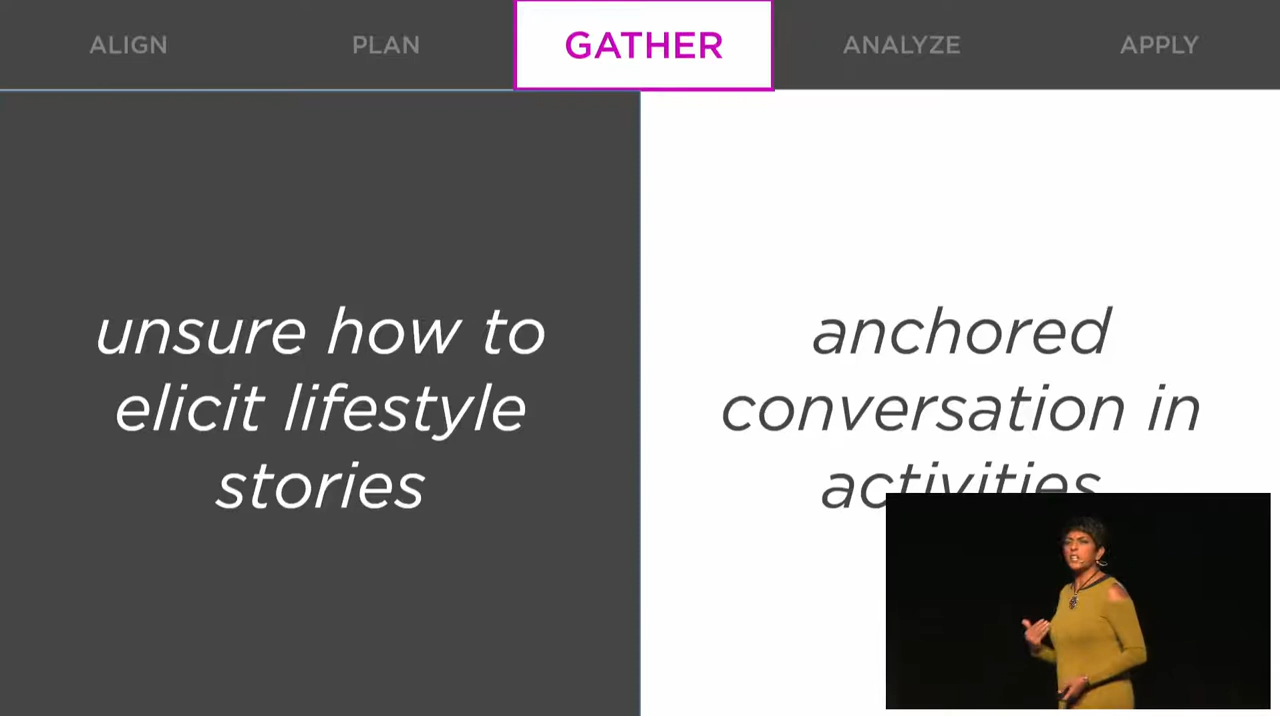 ALIGN
PLAN
GATHER
ANALYZE
APPLY
unsure how to
elicit lifestyle
stories
anchored
conversation in
activities